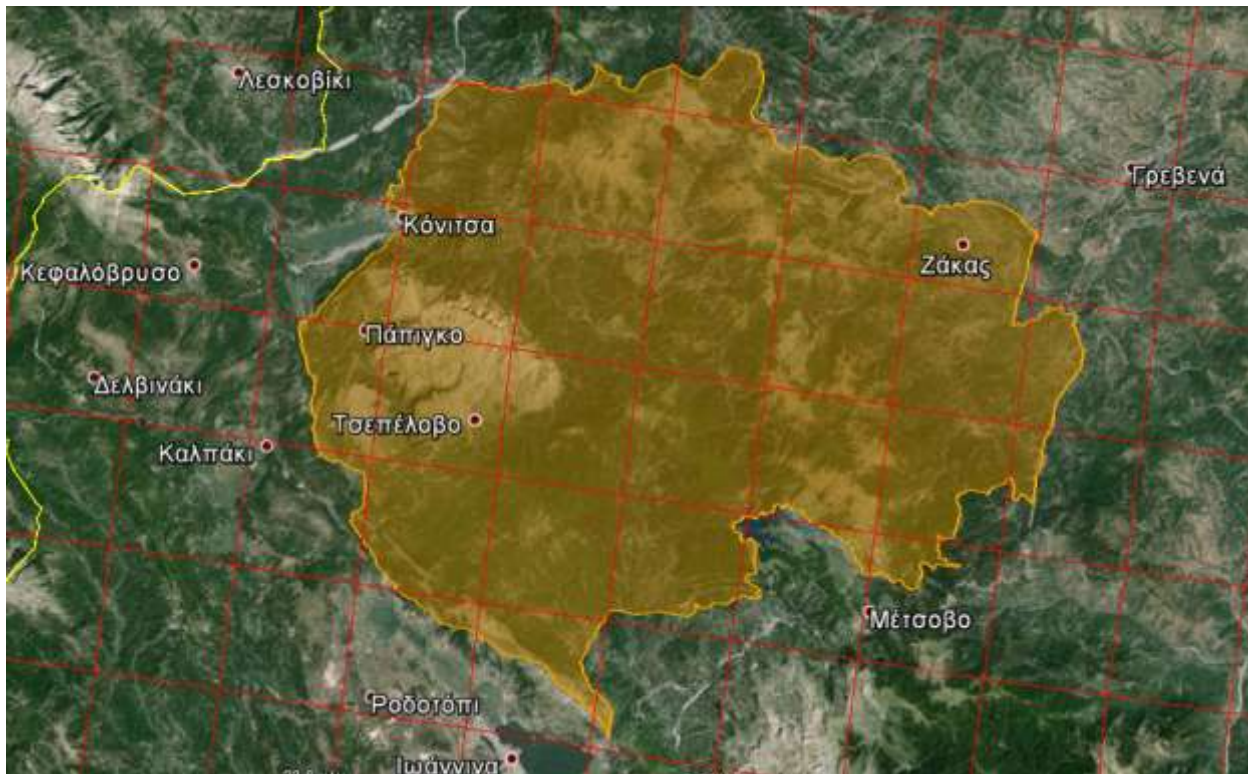 Λεσκοβίκι
Γρεβενά
Κόνιτσα
Ζάκας
Κεφαλόβρυσο
Πάπιγκο
Δελβινάκι
Τσεπέλοβο
Καλπάκι
Μέτσοβο
Ροδοτόπι
Ιωάννινα